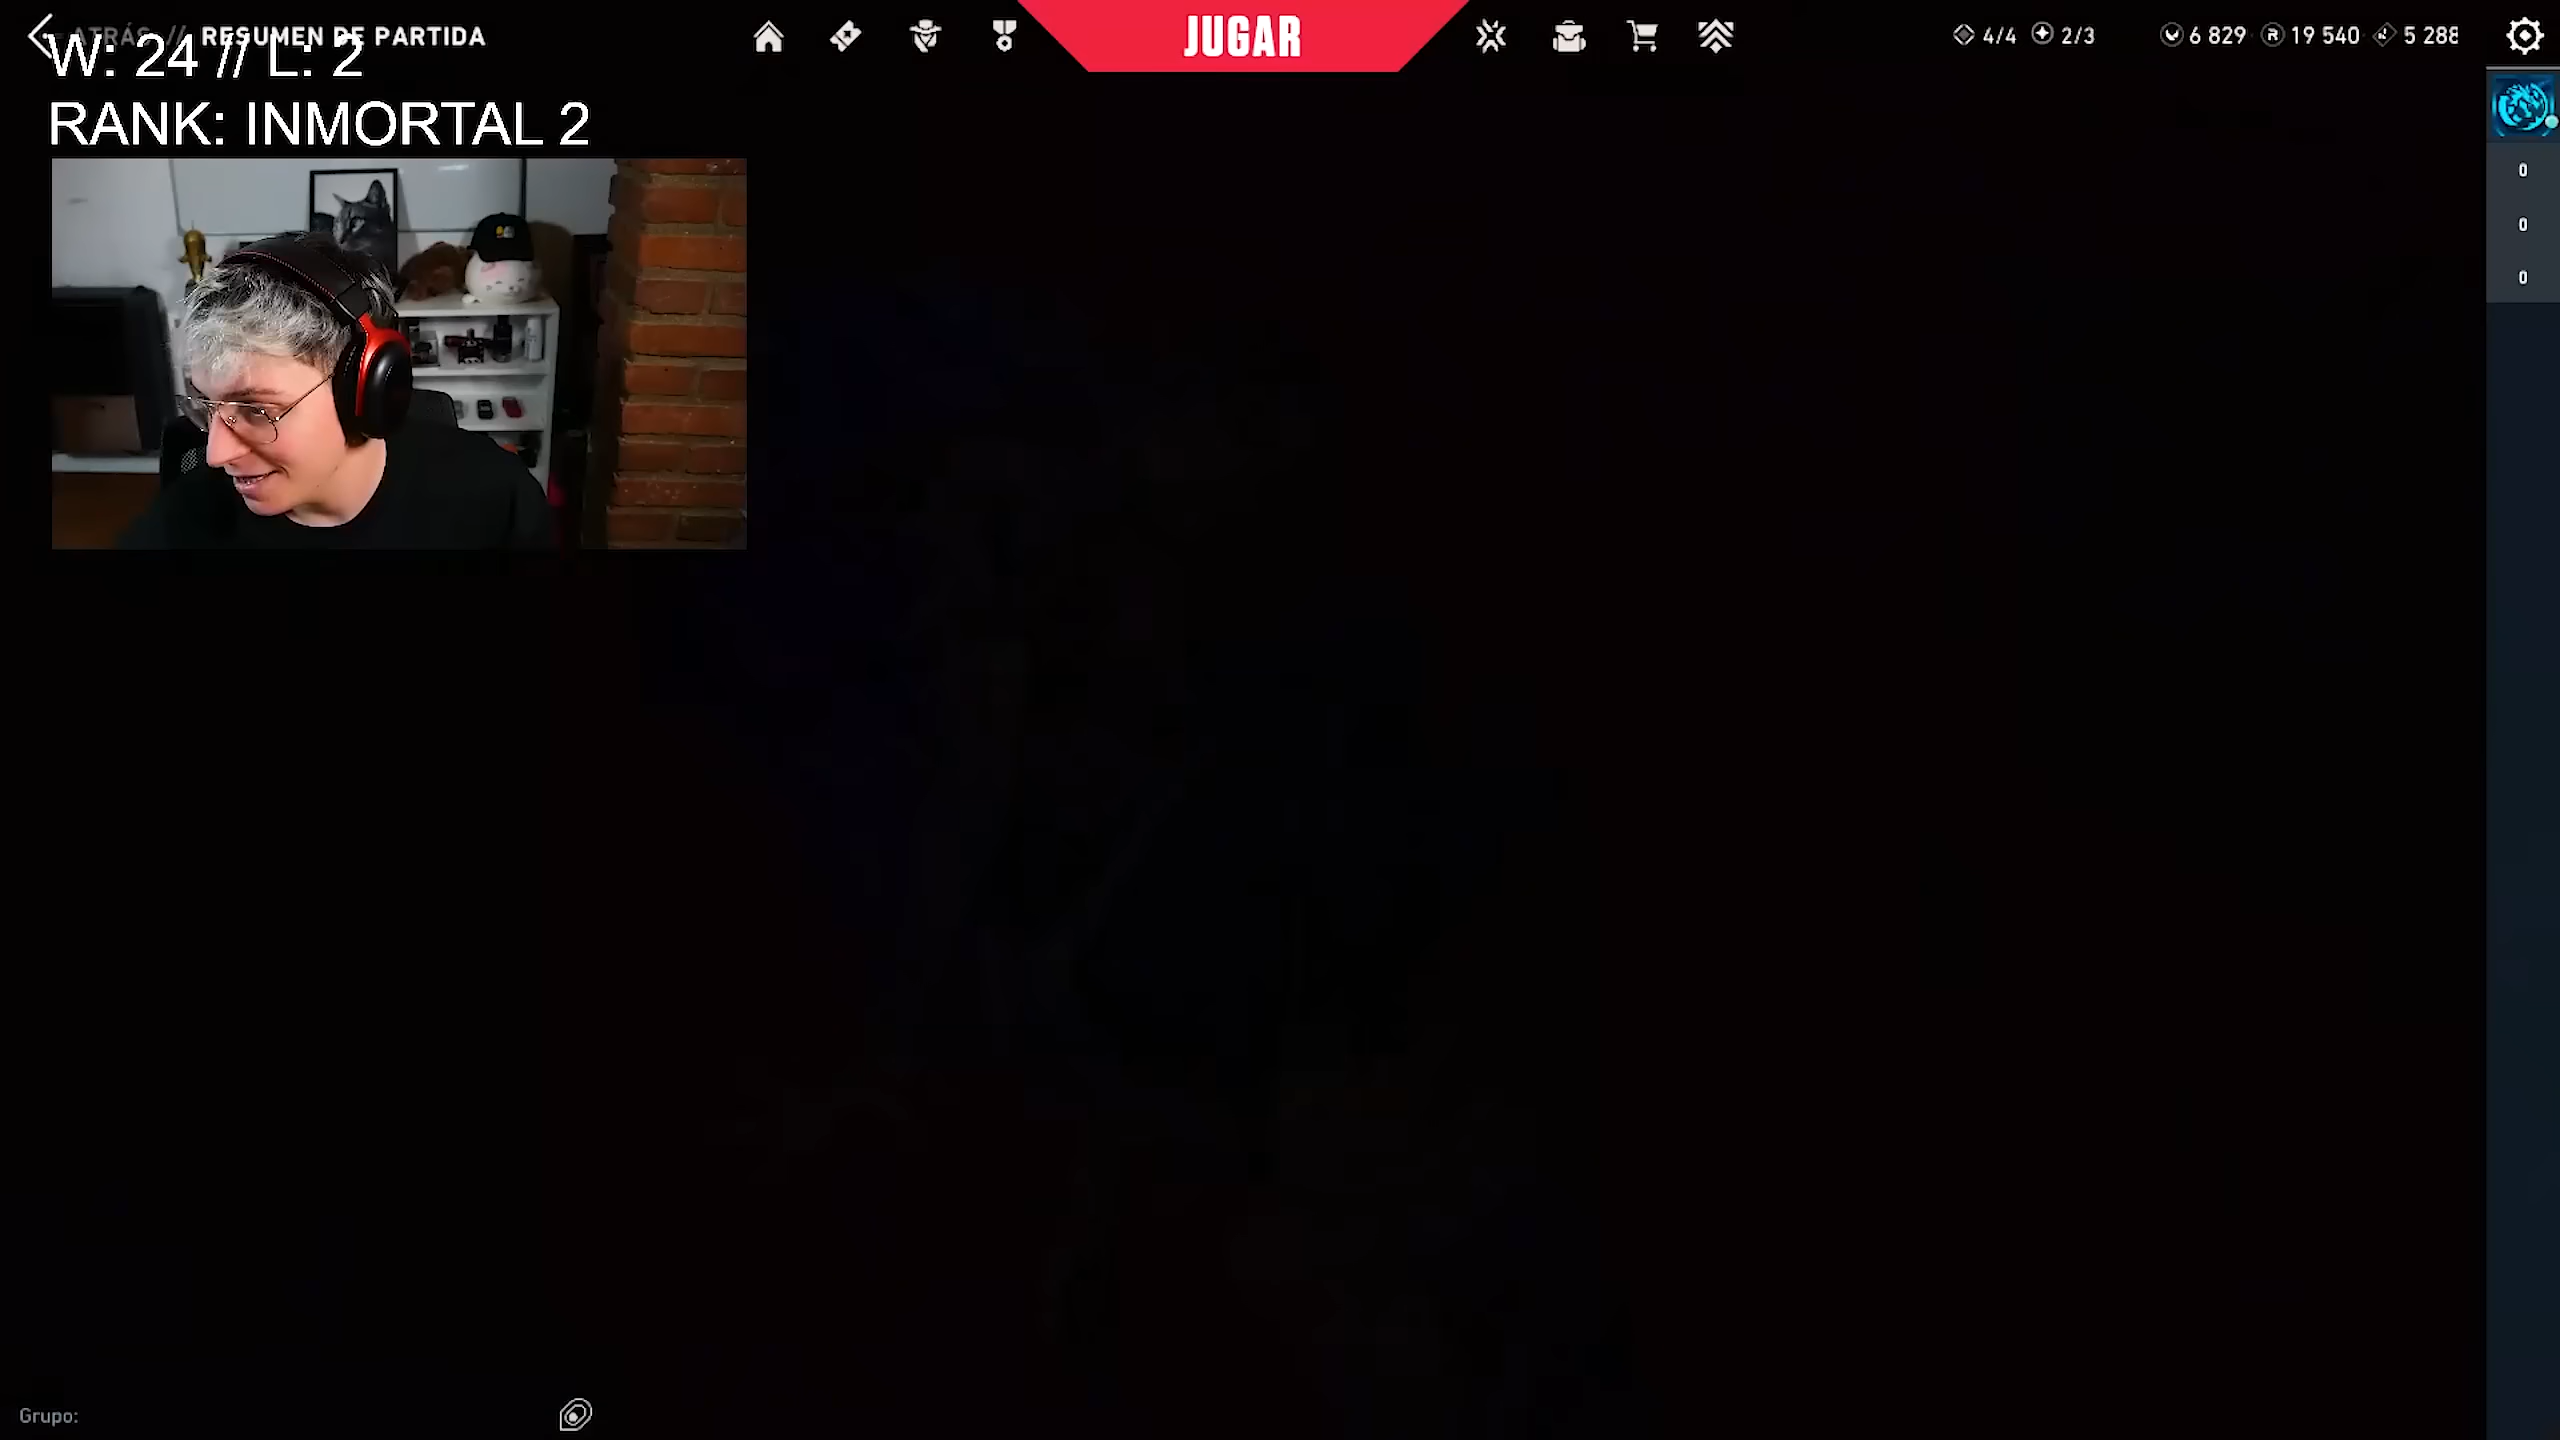 ATRÁS // RESUMEN DE PARTIDA
JUGAR
4/4 2/3 6 829 R 19 540 5 288
W: 24 // L: 2
RANK: INMORTAL 2
0
0
0
Grupo: